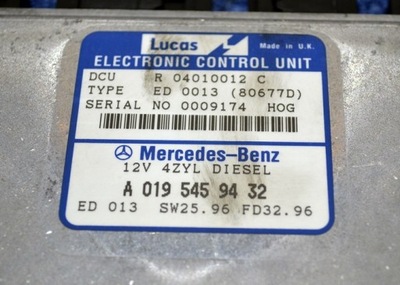 Lucas Made in U.K.
ELECTRONIC CONTROL UNIT
DCU R 04010012 C
TYPE ED 0013 (80677D)
SERIAL NO 0009174 HOG
Mercedes-Benz
12V 4ZYL DIESEL
A 019 545 94 32
ED 013 SW25.96 FD32.96